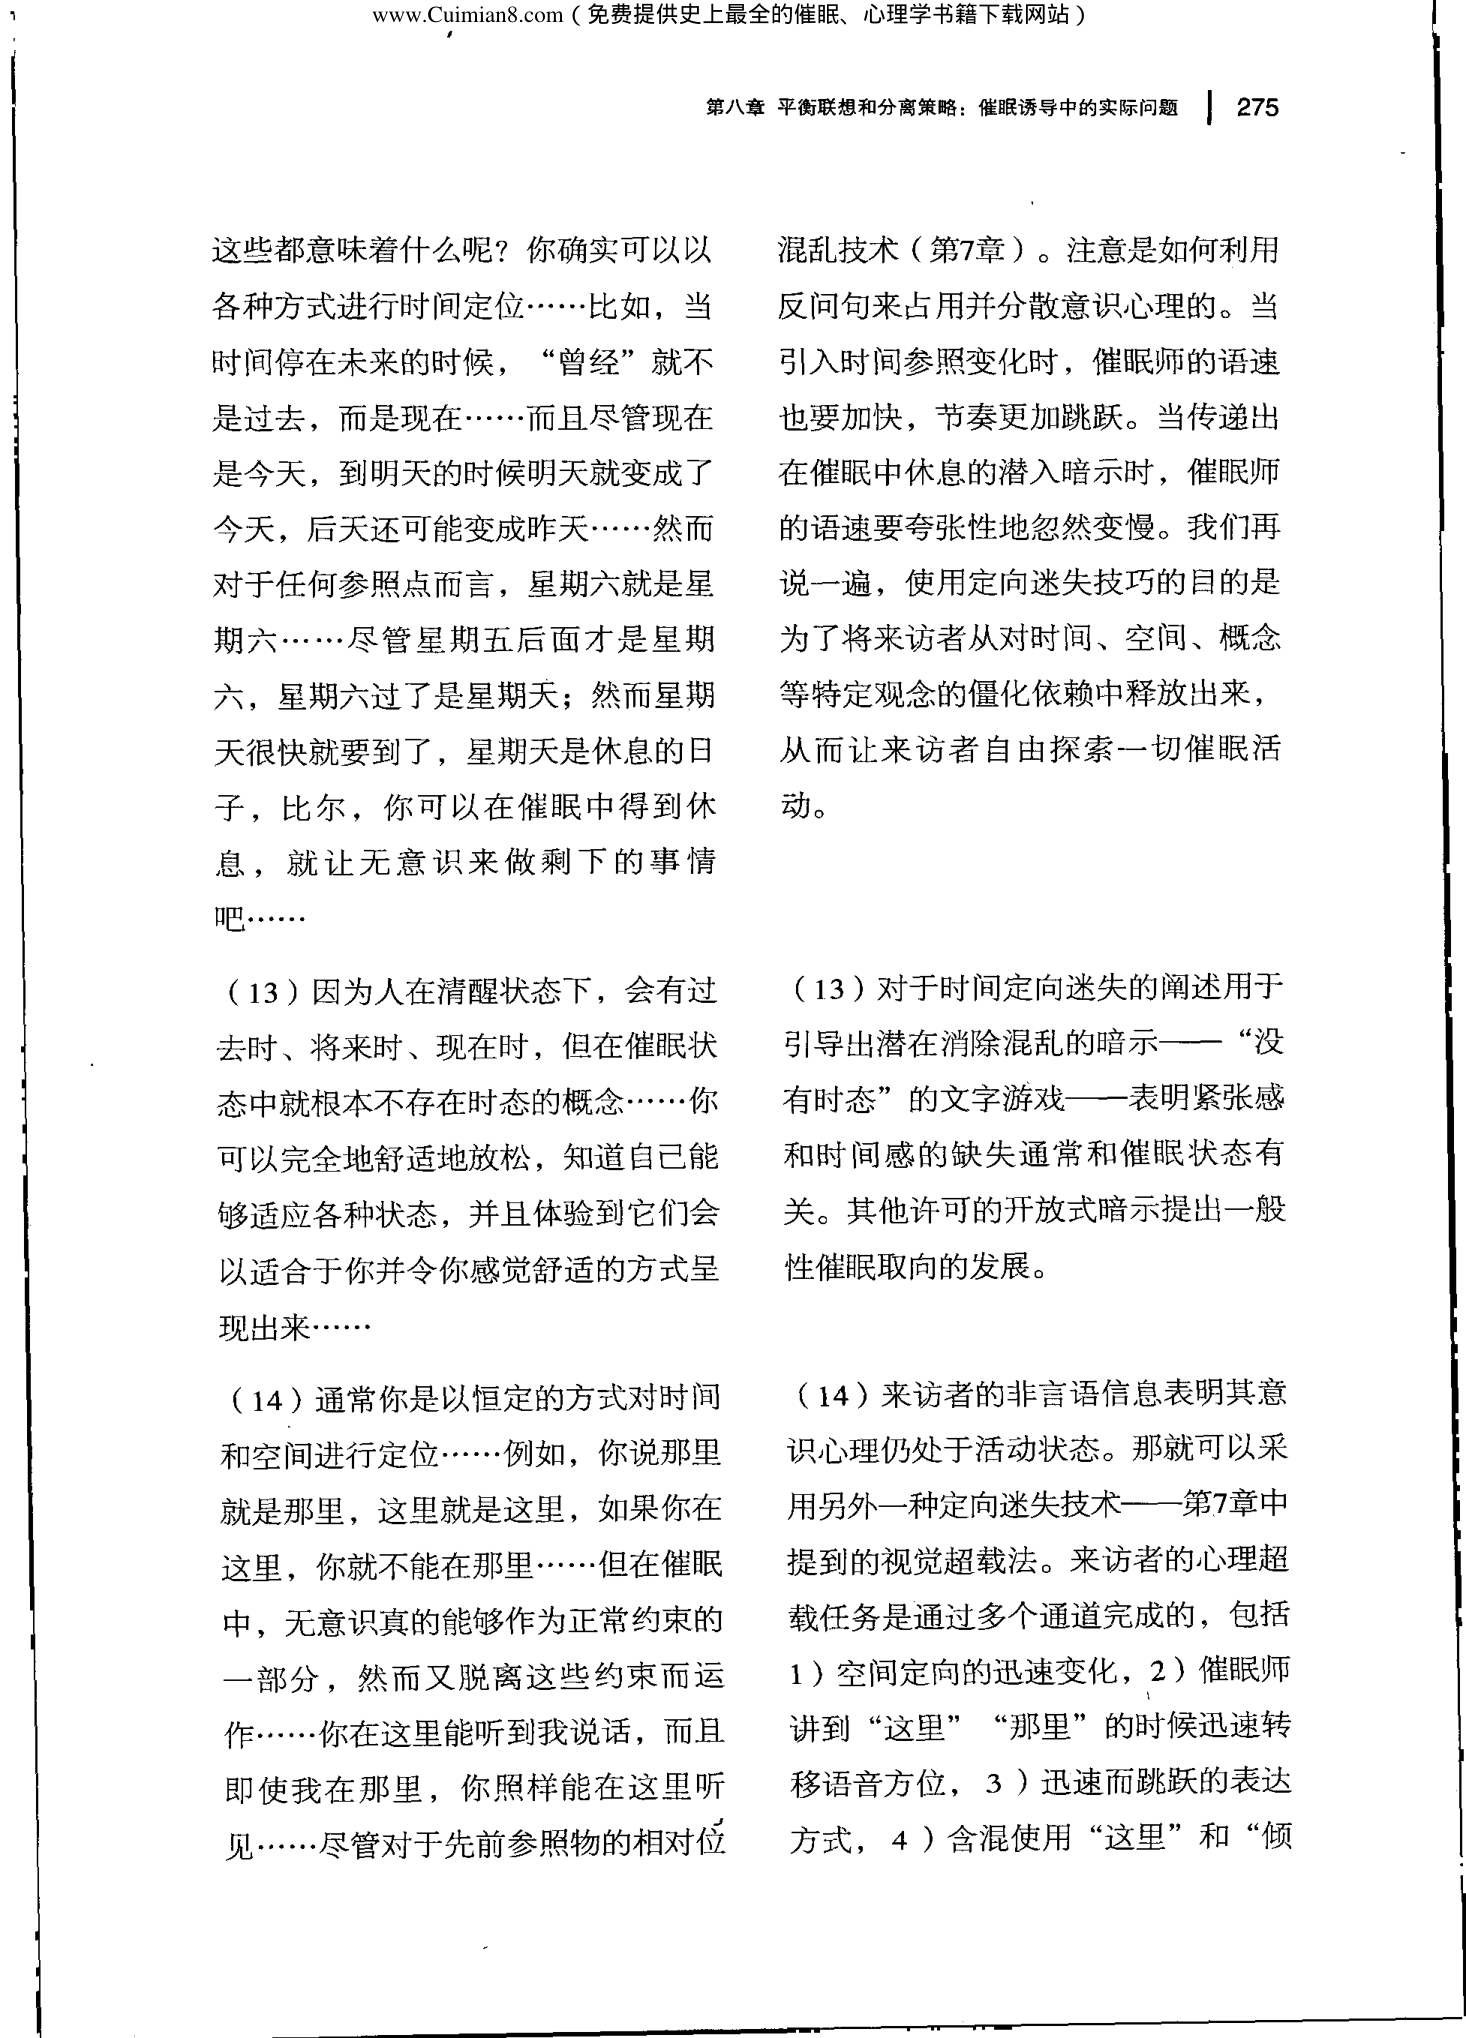 www.Cuimian8.com（免费提供史上最全的催眠、心理学书籍下载网站）
第八章 平衡联想和分离策略：催眠诱导中的实际问题 275
这些都意味着什么呢？你确实可以以
各种方式进行时间定位……比如，当
时间停在未来的时候，“曾经”就不
是过去，而是现在……而且尽管现在
是今天，到明天的时候明天就变成了
今天，后天还可能变成昨天……然而
对于任何参照点而言，星期六就是星
期六……尽管星期五后面才是星期
六，星期六过了是星期天；然而星期
天很快就要到了，星期天是休息的日
子，比尔，你可以在催眠中得到休
息，就让无意识来做剩下的事情
吧……
混乱技术（第7章）。注意是如何利用
反问句来占用并分散意识心理的。当
引入时间参照变化时，催眠师的语速
也要加快，节奏更加跳跃。当传递出
在催眠中休息的潜入暗示时，催眠师
的语速要夸张性地忽然变慢。我们再
说一遍，使用定向迷失技巧的目的是
为了将来访者从对时间、空间、概念
等特定观念的僵化依赖中释放出来，
从而让来访者自由探索一切催眠活
动。
（13）因为人在清醒状态下，会有过
去时、将来时、现在时，但在催眠状
态中就根本不存在时态的概念……你
可以完全地舒适地放松，知道自己能
够适应各种状态，并且体验到它们会
以适合于你并令你感觉舒适的方式呈
现出来……
（13）对于时间定向迷失的阐述用于
引导出潜在消除混乱的暗示——“没
有时态”的文字游戏——表明紧张感
和时间感的缺失通常和催眠状态有
关。其他许可的开放式暗示提出一般
性催眠取向的发展。
（14）通常你是以恒定的方式对时间
和空间进行定位……例如，你说那里
就是那里，这里就是这里，如果你在
这里，你就不能在那里……但在催眠
中，无意识真的能够作为正常约束的
一部分，然而又脱离这些约束而运
作……你在这里能听到我说话，而且
即使我在那里，你照样能在这里听
见……尽管对于先前参照物的相对位
（14）来访者的非言语信息表明其意
识心理仍处于活动状态。那就可以采
用另外一种定向迷失技术——第7章中
提到的视觉超载法。来访者的心理超
载任务是通过多个通道完成的，包括
1）空间定向的迅速变化，2）催眠师
讲到“这里”“那里”的时候迅速转
移语音方位，3）迅速而跳跃的表达
方式，4）含混使用“这里”和“倾